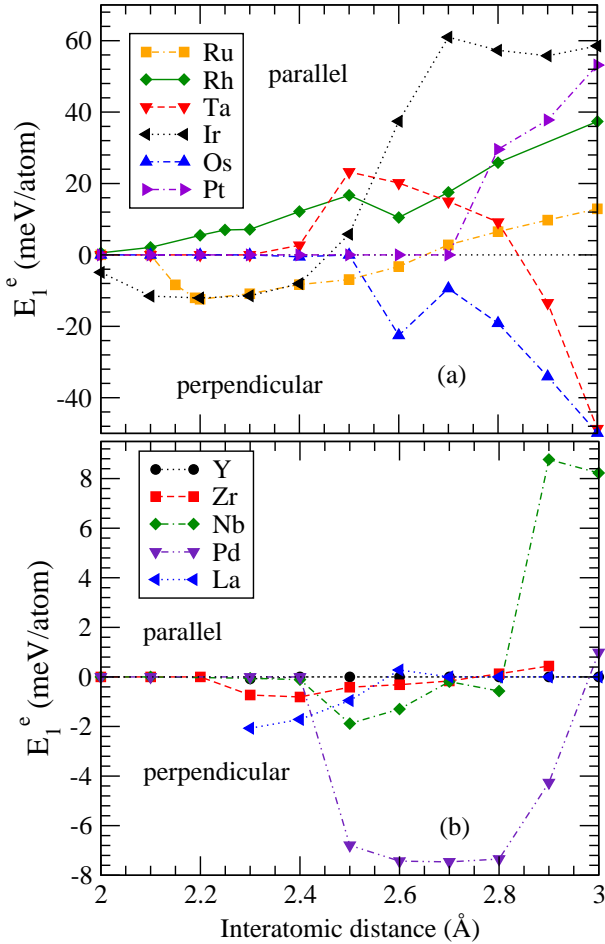 60
40
20
0
-20
-40
E₁ᵉ (meV/atom)
Ru
Rh
Ta
Ir
Os
Pt
parallel
perpendicular
(a)
8
6
4
2
0
-2
-4
-6
-8
E₁ᵉ (meV/atom)
Y
Zr
Nb
Pd
La
parallel
perpendicular
(b)
2 2.2 2.4 2.6 2.8 3
Interatomic distance (Å)